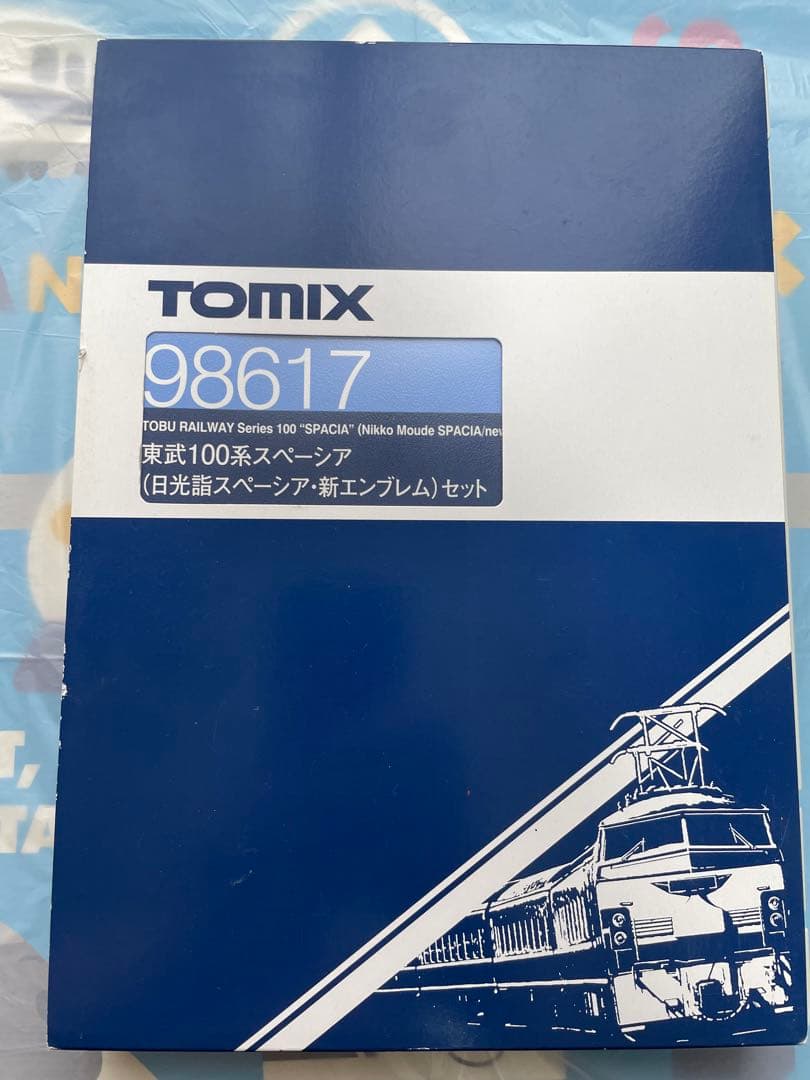 TOMIX
98617
TOBU RAILWAY Series 100 "SPACIA" (Nikko Moude SPACIA/new
東武100系スペーシア
(日光詣スペーシア・新エンブレム)セット